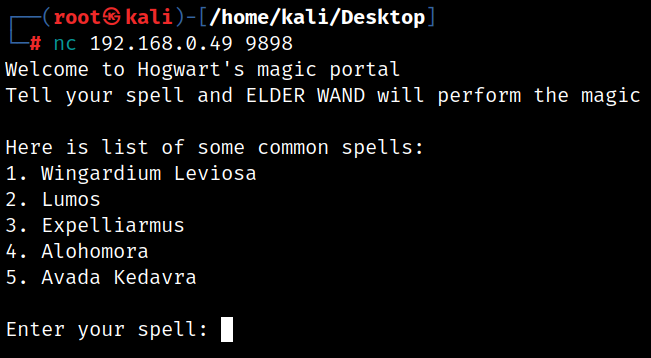 ┌──(root㉿kali)-[/home/kali/Desktop]
└─# nc 192.168.0.49 9898
Welcome to Hogwart's magic portal
Tell your spell and ELDER WAND will perform the magic
Here is list of some common spells:
1. Wingardium Leviosa
2. Lumos
3. Expelliarmus
4. Alohomora
5. Avada Kedavra
Enter your spell: